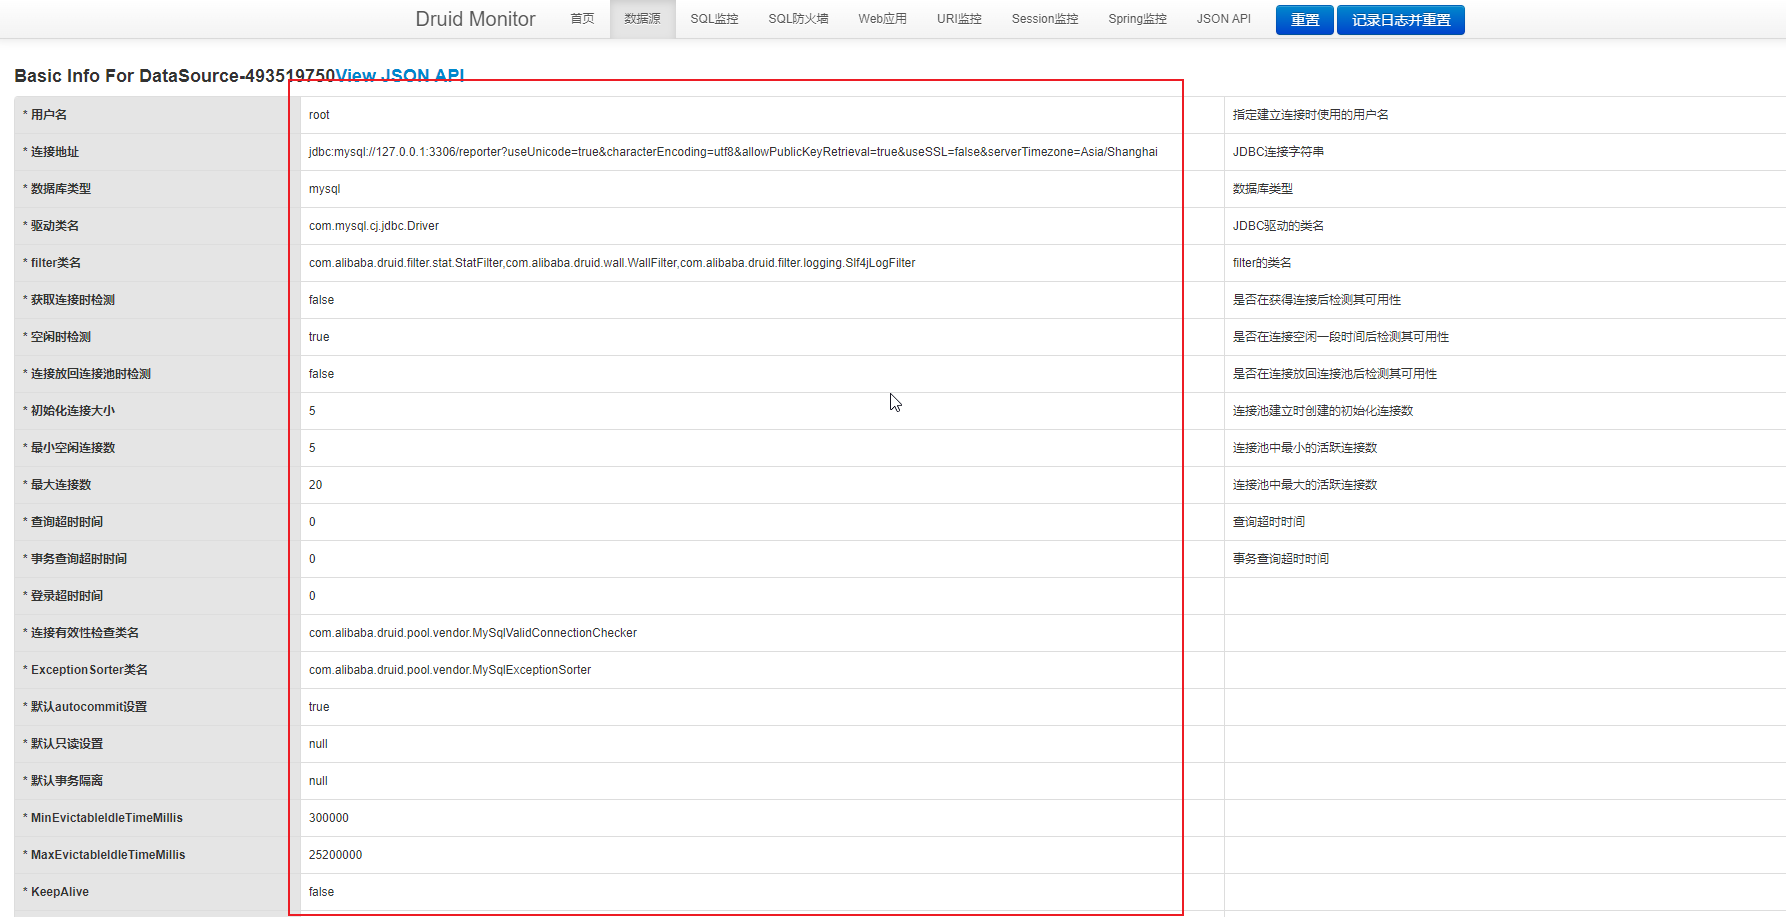 Druid Monitor 首页 数据源 SQL监控 SQL防火墙 Web应用 URI监控 Session监控 Spring监控 JSON API 重置 记录日志并重置
Basic Info For DataSource-493519750View JSON API
* 用户名 root 指定建立连接时使用的用户名
* 连接地址 jdbc:mysql://127.0.0.1:3306/reporter?useUnicode=true&characterEncoding=utf8&allowPublicKeyRetrieval=true&useSSL=false&serverTimezone=Asia/Shanghai JDBC连接字符串
* 数据库类型 mysql 数据库类型
* 驱动类名 com.mysql.cj.jdbc.Driver JDBC驱动的类名
* filter类名 com.alibaba.druid.filter.stat.StatFilter,com.alibaba.druid.wall.WallFilter,com.alibaba.druid.filter.logging.Slf4jLogFilter filter的类名
* 获取连接时检测 false 是否在获得连接后检测其可用性
* 空闲时检测 true 是否在连接空闲一段时间后检测其可用性
* 连接放回连接池时检测 false 是否在连接放回连接池后检测其可用性
* 初始化连接大小 5 连接池建立时创建的初始化连接数
* 最小空闲连接数 5 连接池中最小的活跃连接数
* 最大连接数 20 连接池中最大的活跃连接数
* 查询超时时间 0 查询超时时间
* 事务查询超时时间 0 事务查询超时时间
* 登录超时时间 0
* 连接有效性检查类名 com.alibaba.druid.pool.vendor.MySqlValidConnectionChecker
* ExceptionSorter类名 com.alibaba.druid.pool.vendor.MySqlExceptionSorter
* 默认autocommit设置 true
* 默认只读设置 null
* 默认事务隔离 null
* MinEvictableIdleTimeMillis 300000
* MaxEvictableIdleTimeMillis 25200000
* KeepAlive false